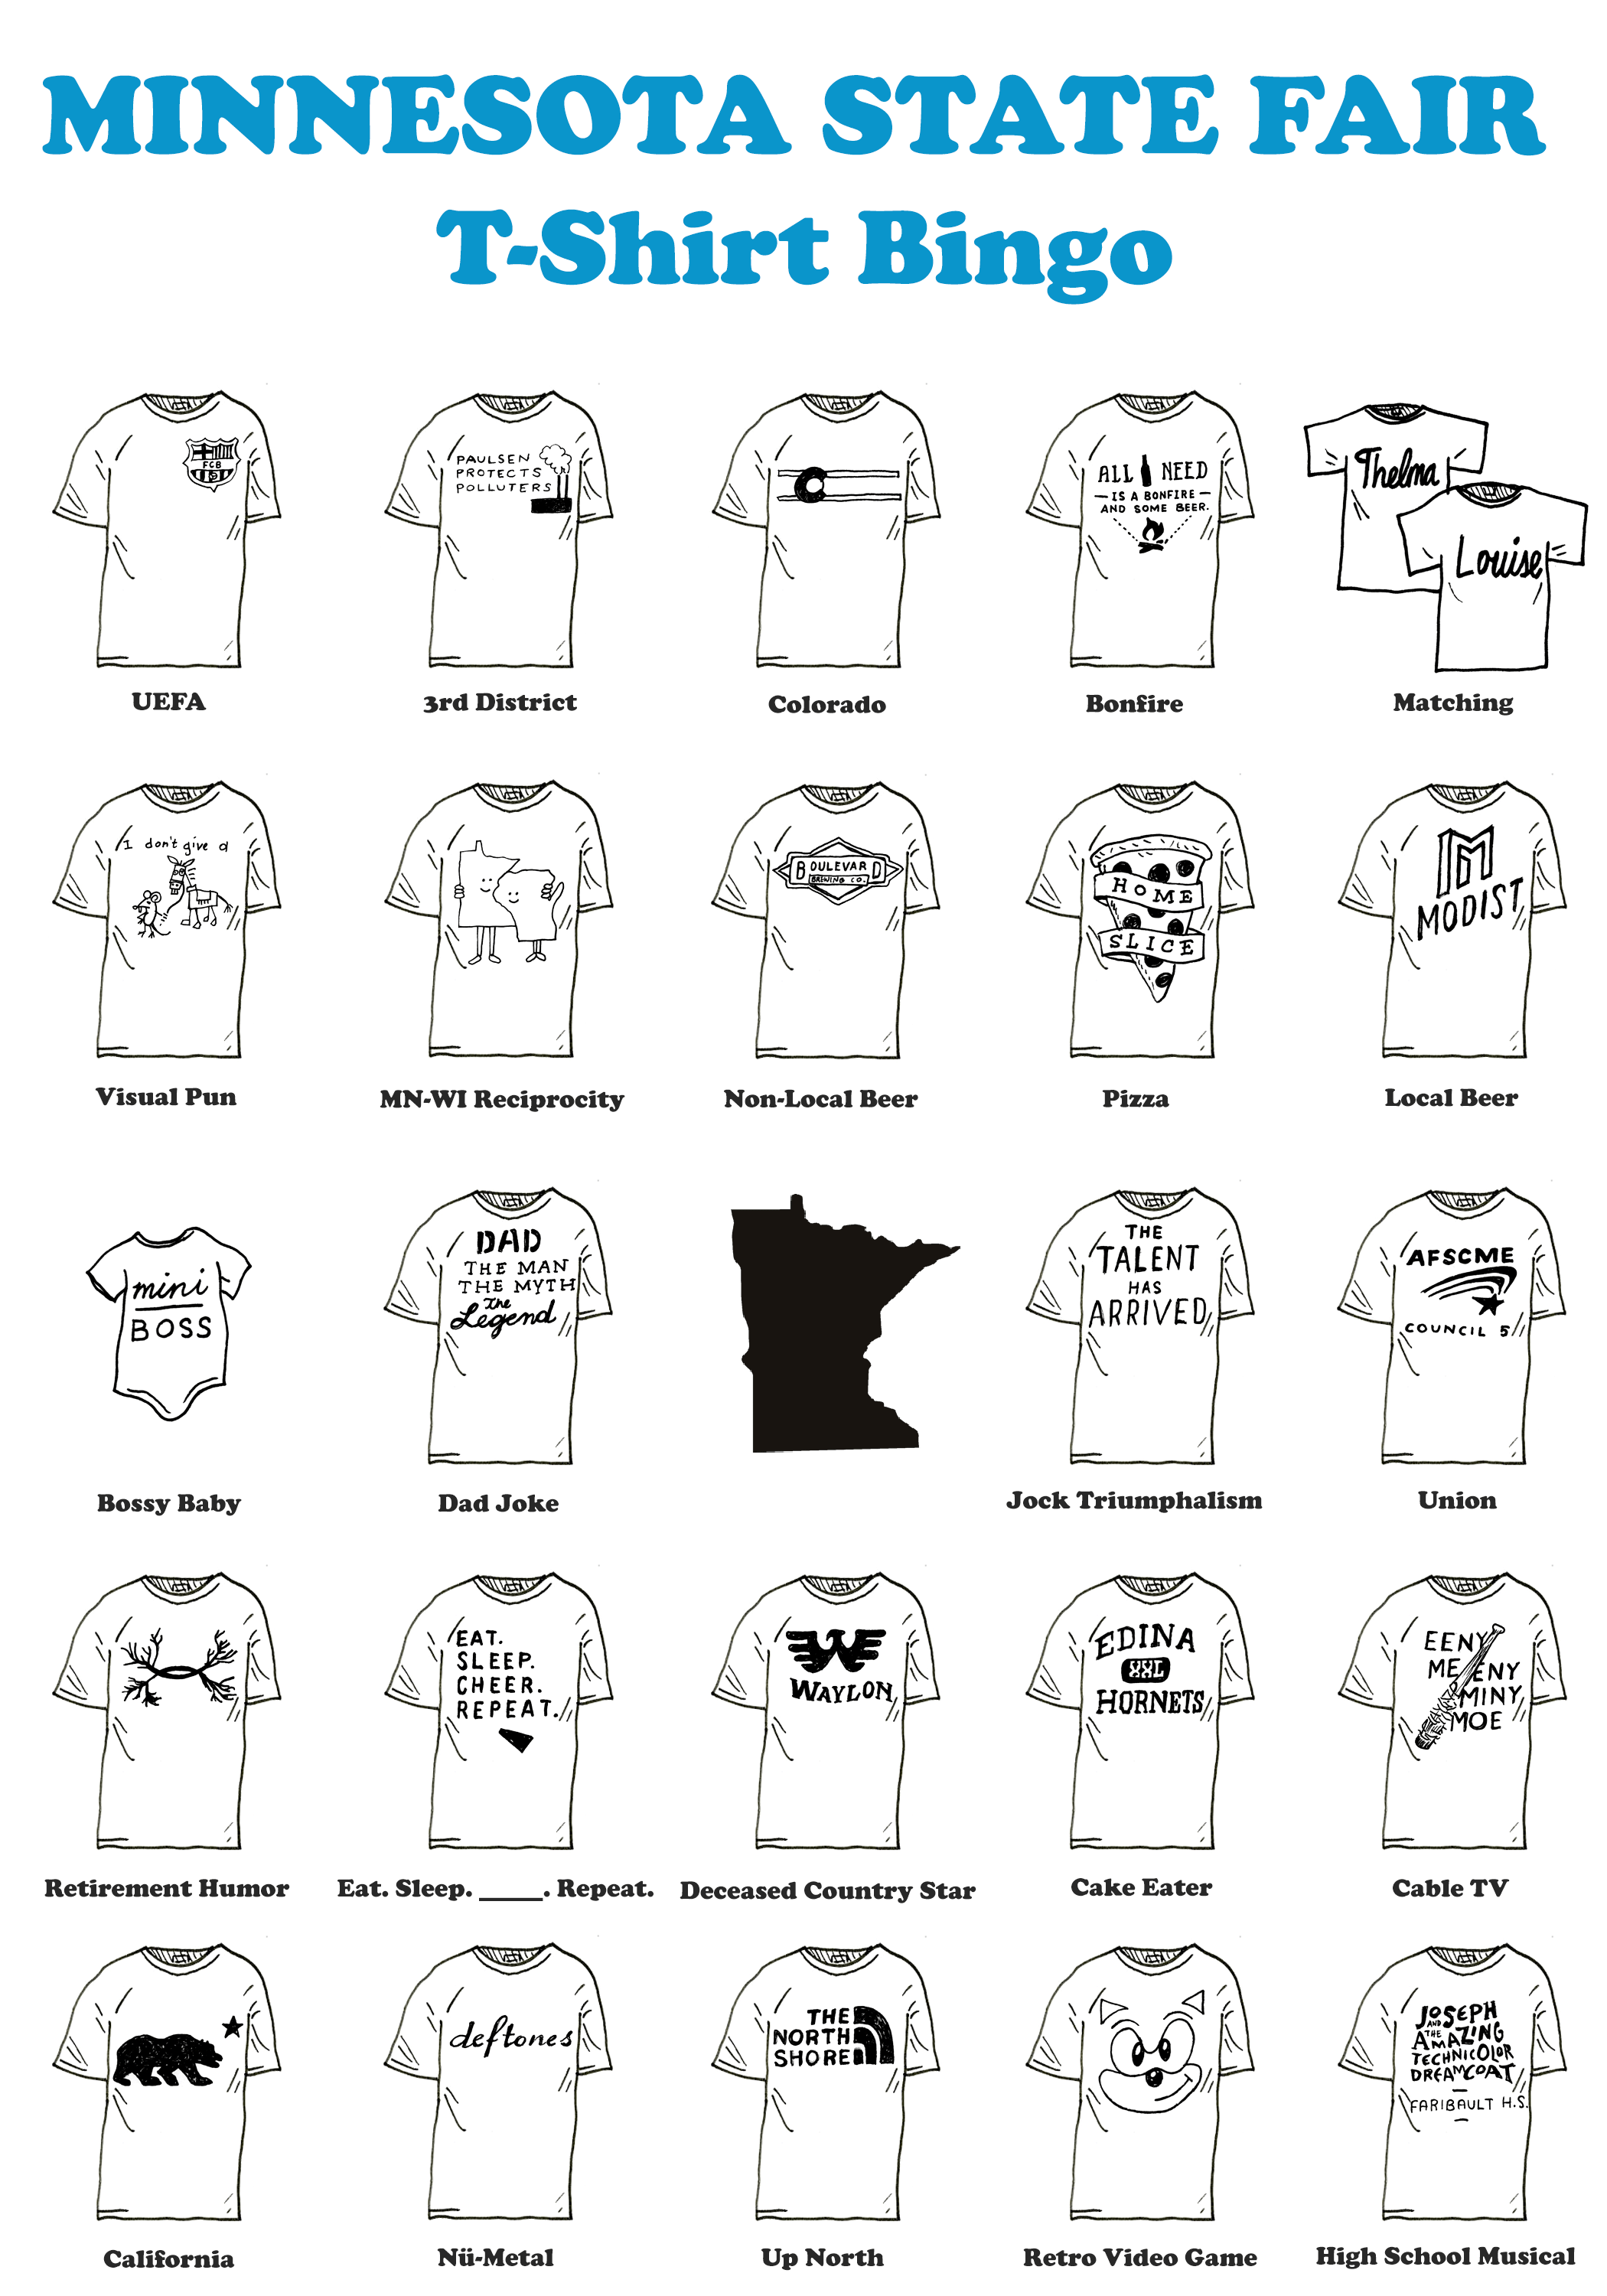 MINNESOTA STATE FAIR
T-Shirt Bingo
FCB
UEFA
PAULSEN
PROTECTS
POLLUTERS
3rd District
C
Colorado
ALL NEED
IS A BONFIRE
AND SOME BEER.
Bonfire
Thelma
Louise
Matching
I don't give a
Visual Pun
MN-WI Reciprocity
BOULEVARD
BREWING CO.
Non-Local Beer
HOME
SLICE
Pizza
M
MODIST
Local Beer
mini
BOSS
Bossy Baby
DAD
THE MAN
THE MYTH
The
Legend
Dad Joke
THE
TALENT
HAS
ARRIVED
Jock Triumphalism
AFSCME
COUNCIL 5
Union
Retirement Humor
EAT.
SLEEP.
CHEER.
REPEAT.
Eat. Sleep. _____. Repeat.
W
WAYLON
Deceased Country Star
EDINA
XXL
HORNETS
Cake Eater
EENY
MEENY
MINY
MOE
Cable TV
California
deftones
Nü-Metal
THE
NORTH
SHORE
Up North
Retro Video Game
JOSEPH
AND THE
AMAZING
TECHNICOLOR
DREAMCOAT
FARIBAULT H.S.
High School Musical